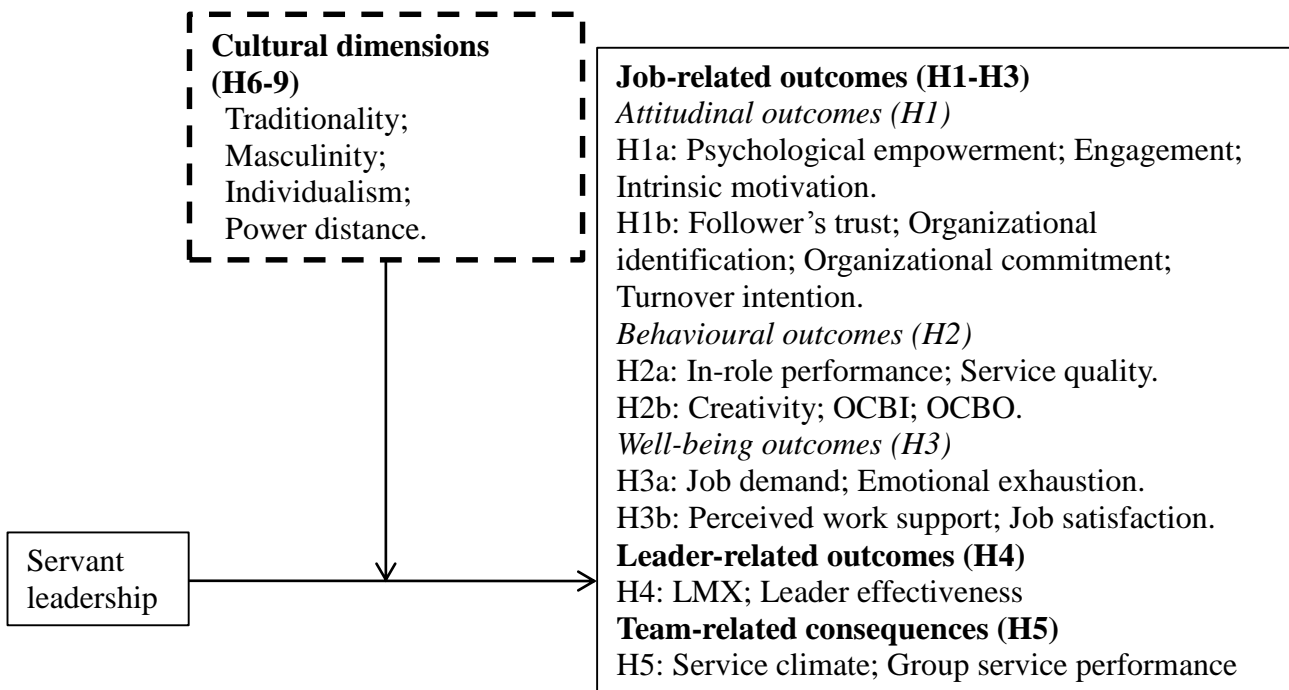 Cultural dimensions
(H6-9)
Traditionality;
Masculinity;
Individualism;
Power distance.
Job-related outcomes (H1-H3)
Attitudinal outcomes (H1)
H1a: Psychological empowerment; Engagement;
Intrinsic motivation.
H1b: Follower’s trust; Organizational
identification; Organizational commitment;
Turnover intention.
Behavioural outcomes (H2)
H2a: In-role performance; Service quality.
H2b: Creativity; OCBI; OCBO.
Well-being outcomes (H3)
H3a: Job demand; Emotional exhaustion.
H3b: Perceived work support; Job satisfaction.
Leader-related outcomes (H4)
H4: LMX; Leader effectiveness
Team-related consequences (H5)
H5: Service climate; Group service performance
Servant
leadership